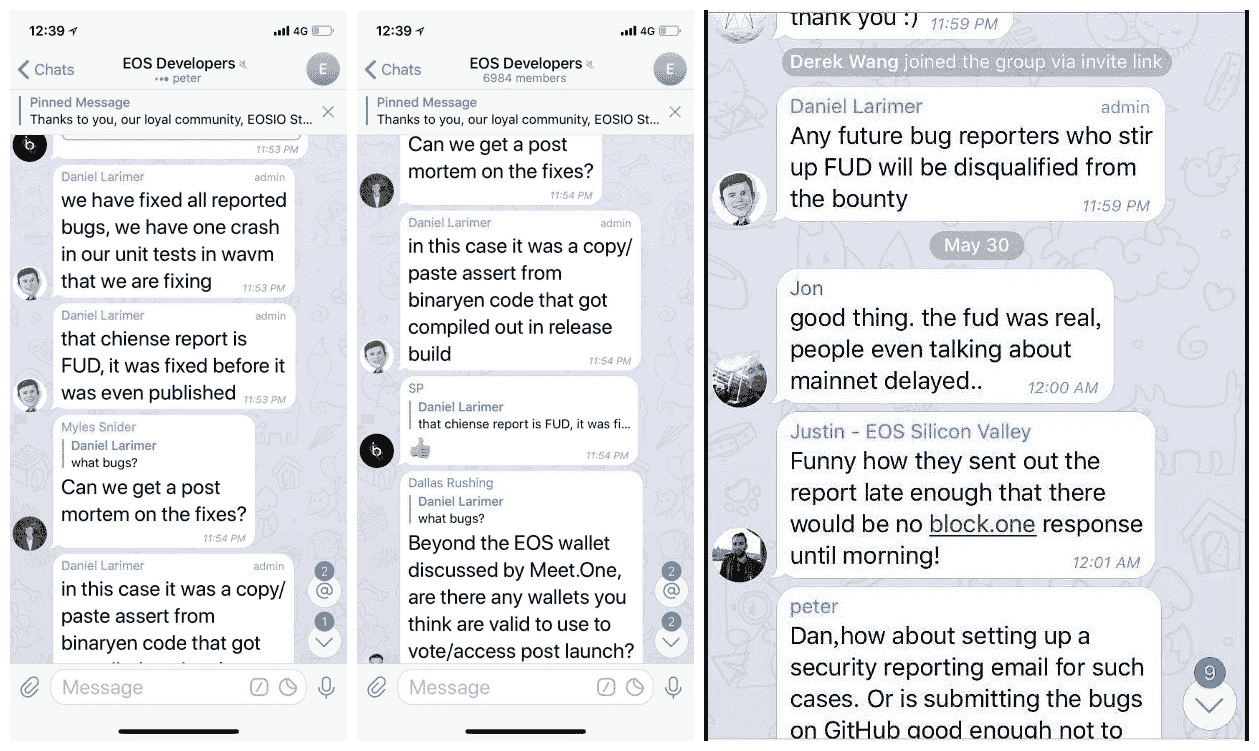 12:39
4G
Chats
EOS Developers
peter
E
Pinned Message
Thanks to you, our loyal community, EOSIO St...
b
11:53 PM
Daniel Larimer admin
we have fixed all reported
bugs, we have one crash
in our unit tests in wavm
that we are fixing
11:53 PM
Daniel Larimer admin
that chiense report is
FUD, it was fixed before it
was even published
11:53 PM
Myles Snider
Daniel Larimer
what bugs?
Can we get a post
mortem on the fixes?
11:54 PM
Daniel Larimer admin
in this case it was a copy/
paste assert from
binaryen code that got
2
@
1
Message
12:39
4G
Chats
EOS Developers
6984 members
E
Pinned Message
Thanks to you, our loyal community, EOSIO St...
Can we get a post
mortem on the fixes?
11:54 PM
Daniel Larimer admin
in this case it was a copy/
paste assert from
binaryen code that got
compiled out in release
build
11:54 PM
SP
Daniel Larimer
that chiense report is FUD, it was fi...
👍
b
11:54 PM
Dallas Rushing
Daniel Larimer
what bugs?
Beyond the EOS wallet
discussed by Meet.One,
are there any wallets you
think are valid to use to
vote/access post launch?
2
@
2
Message
thank you :) 11:59 PM
Derek Wang joined the group via invite link
Daniel Larimer admin
Any future bug reporters who stir
up FUD will be disqualified from
the bounty
11:59 PM
May 30
Jon
good thing. the fud was real,
people even talking about
mainnet delayed..
12:00 AM
Justin - EOS Silicon Valley
Funny how they sent out the
report late enough that there
would be no block.one response
until morning!
12:01 AM
peter
Dan,how about setting up a
security reporting email for such
cases. Or is submitting the bugs
on GitHub good enough not to
9